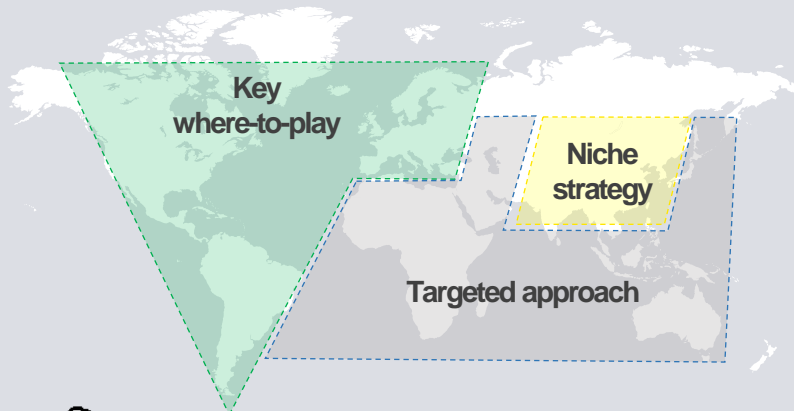 Key
where-to-play
Niche
strategy
Targeted approach